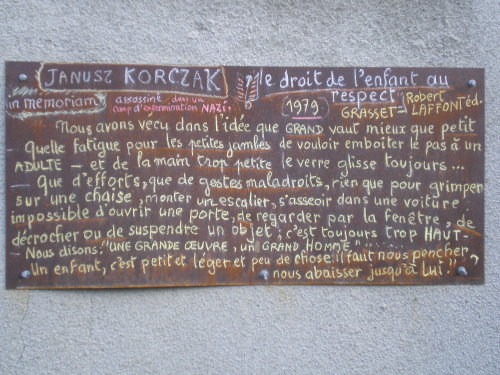 JANUSZ KORCZAK
le droit de l'enfant au
respect
in memoriam
assassiné dans un
camp d'extermination NAZI.
(1979)
GRASSET - Robert
LAFFONT éd.
Nous avons vécu dans l'idée que GRAND vaut mieux que petit
Quelle fatigue pour les petites jambes de vouloir emboiter le pas à un
ADULTE - et de la main trop petite le verre glisse toujours...
- Que d'efforts, que de gestes maladroits, rien que pour grimper
sur une chaise, monter un escalier, s'asseoir dans une voiture
impossible d'ouvrir une porte, de regarder par la fenêtre, de
décrocher ou de suspendre un objet; c'est toujours trop HAUT-
- Nous disons: "UNE GRANDE ŒUVRE, un GRAND HOMME"......
Un enfant, c'est petit et léger et peu de chose: il faut nous pencher,
nous abaisser jusqu'à Lui."